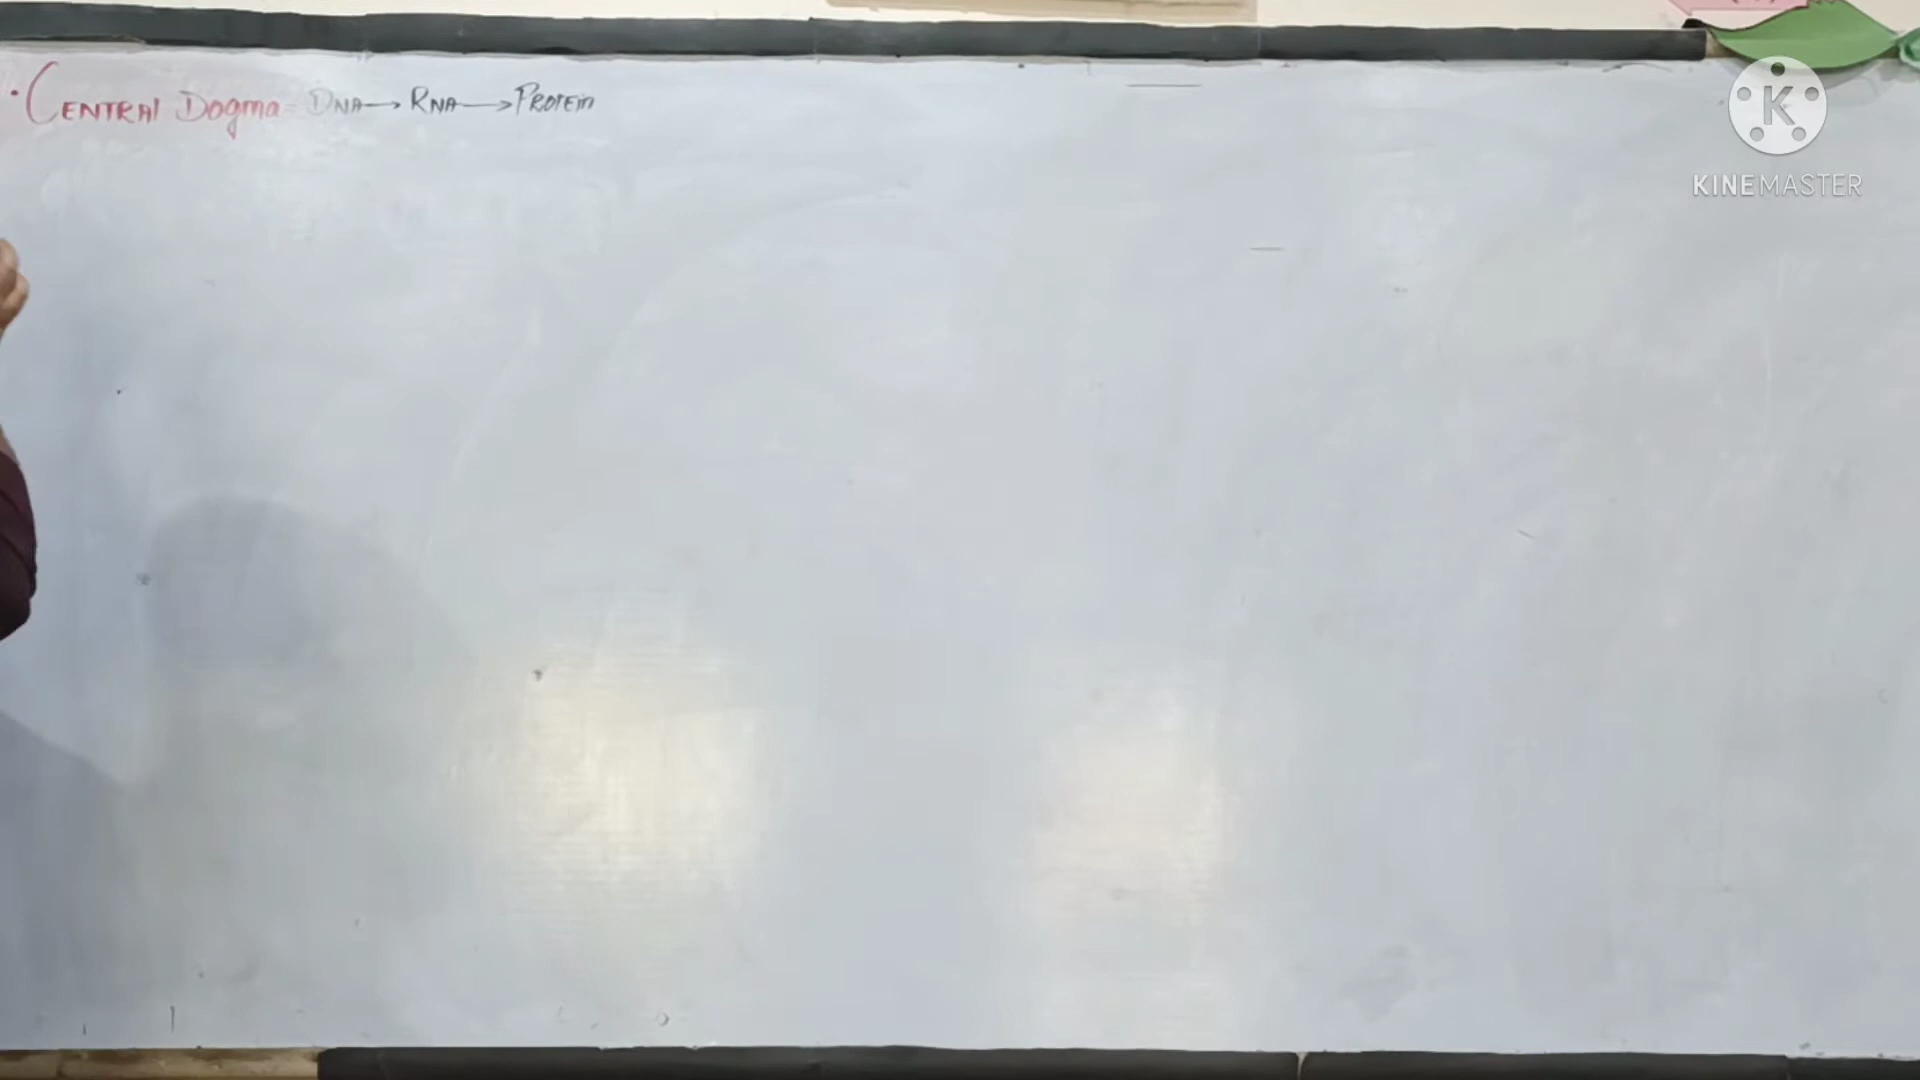 • CENTRAl Dogma = DNA → RNA → PROTEIN
K
KINEMASTER